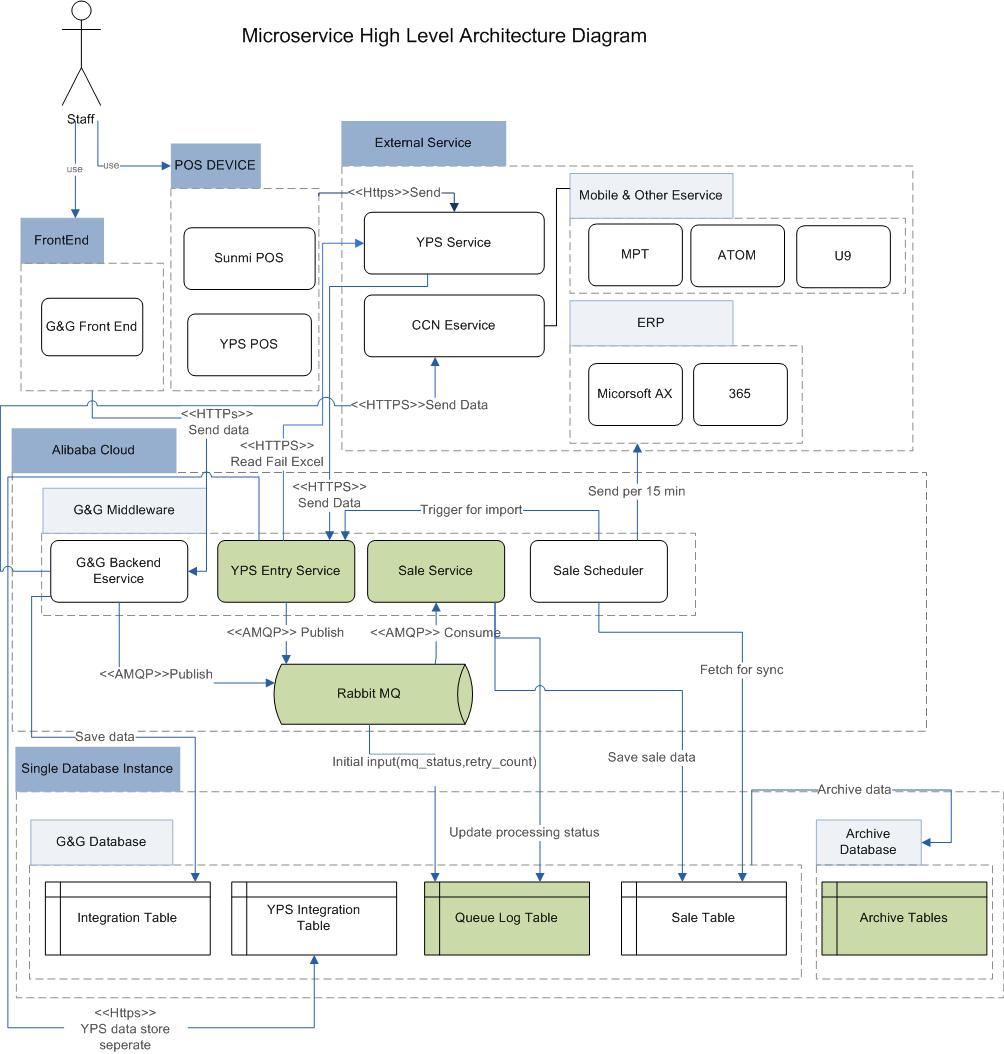 Microservice High Level Architecture Diagram
Staff
use
use
POS DEVICE
External Service
FrontEnd
Sunmi POS
YPS POS
G&G Front End
<<Https>>Send
YPS Service
CCN Eservice
Mobile & Other Eservice
MPT
ATOM
U9
ERP
Micorsoft AX
365
<<HTTPS>>Send Data
<<HTTPs>>
Send data
<<HTTPS>>
Read Fail Excel
<<HTTPS>>
Send Data
Send per 15 min
Trigger for import
Alibaba Cloud
G&G Middleware
G&G Backend
Eservice
YPS Entry Service
Sale Service
Sale Scheduler
<<AMQP>> Publish
<<AMQP>> Consume
<<AMQP>>Publish
Rabbit MQ
Fetch for sync
Save data
Initial input(mq_status,retry_count)
Save sale data
Single Database Instance
Archive data
Update processing status
G&G Database
Archive
Database
Integration Table
YPS Integration
Table
Queue Log Table
Sale Table
Archive Tables
<<Https>>
YPS data store
seperate